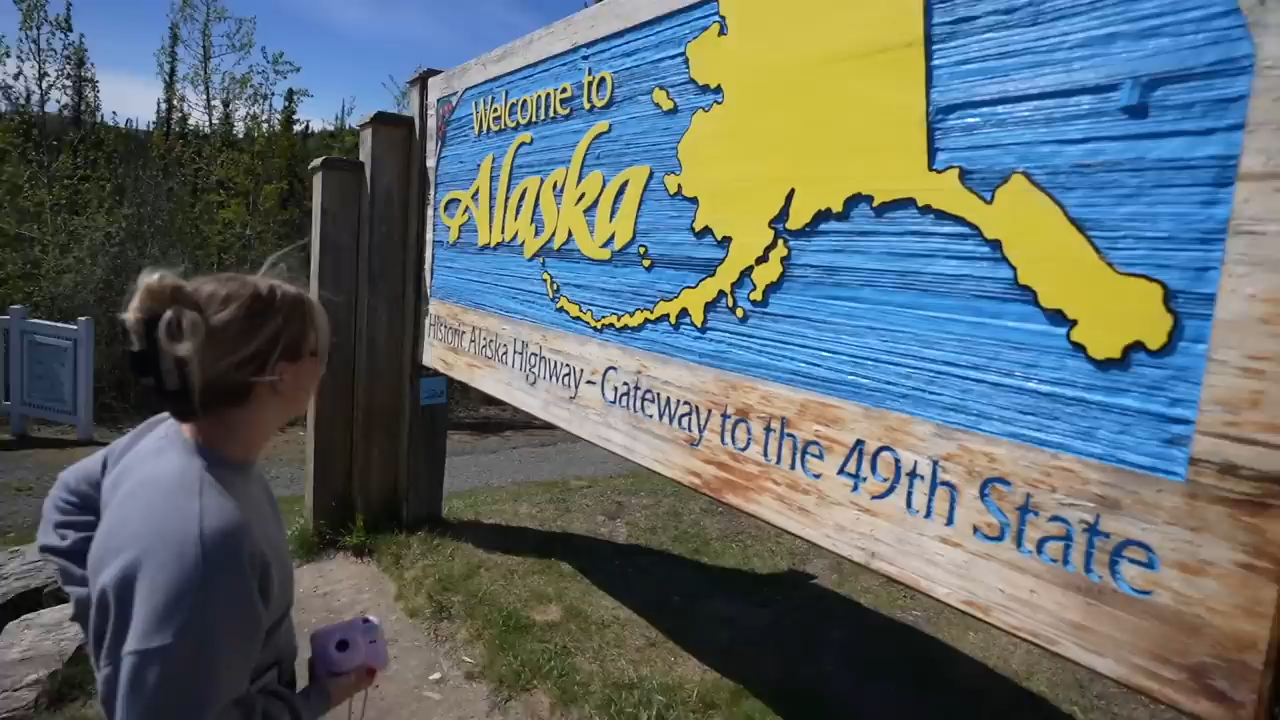 Welcome to
Alaska
Historic Alaska Highway - Gateway to the 49th State